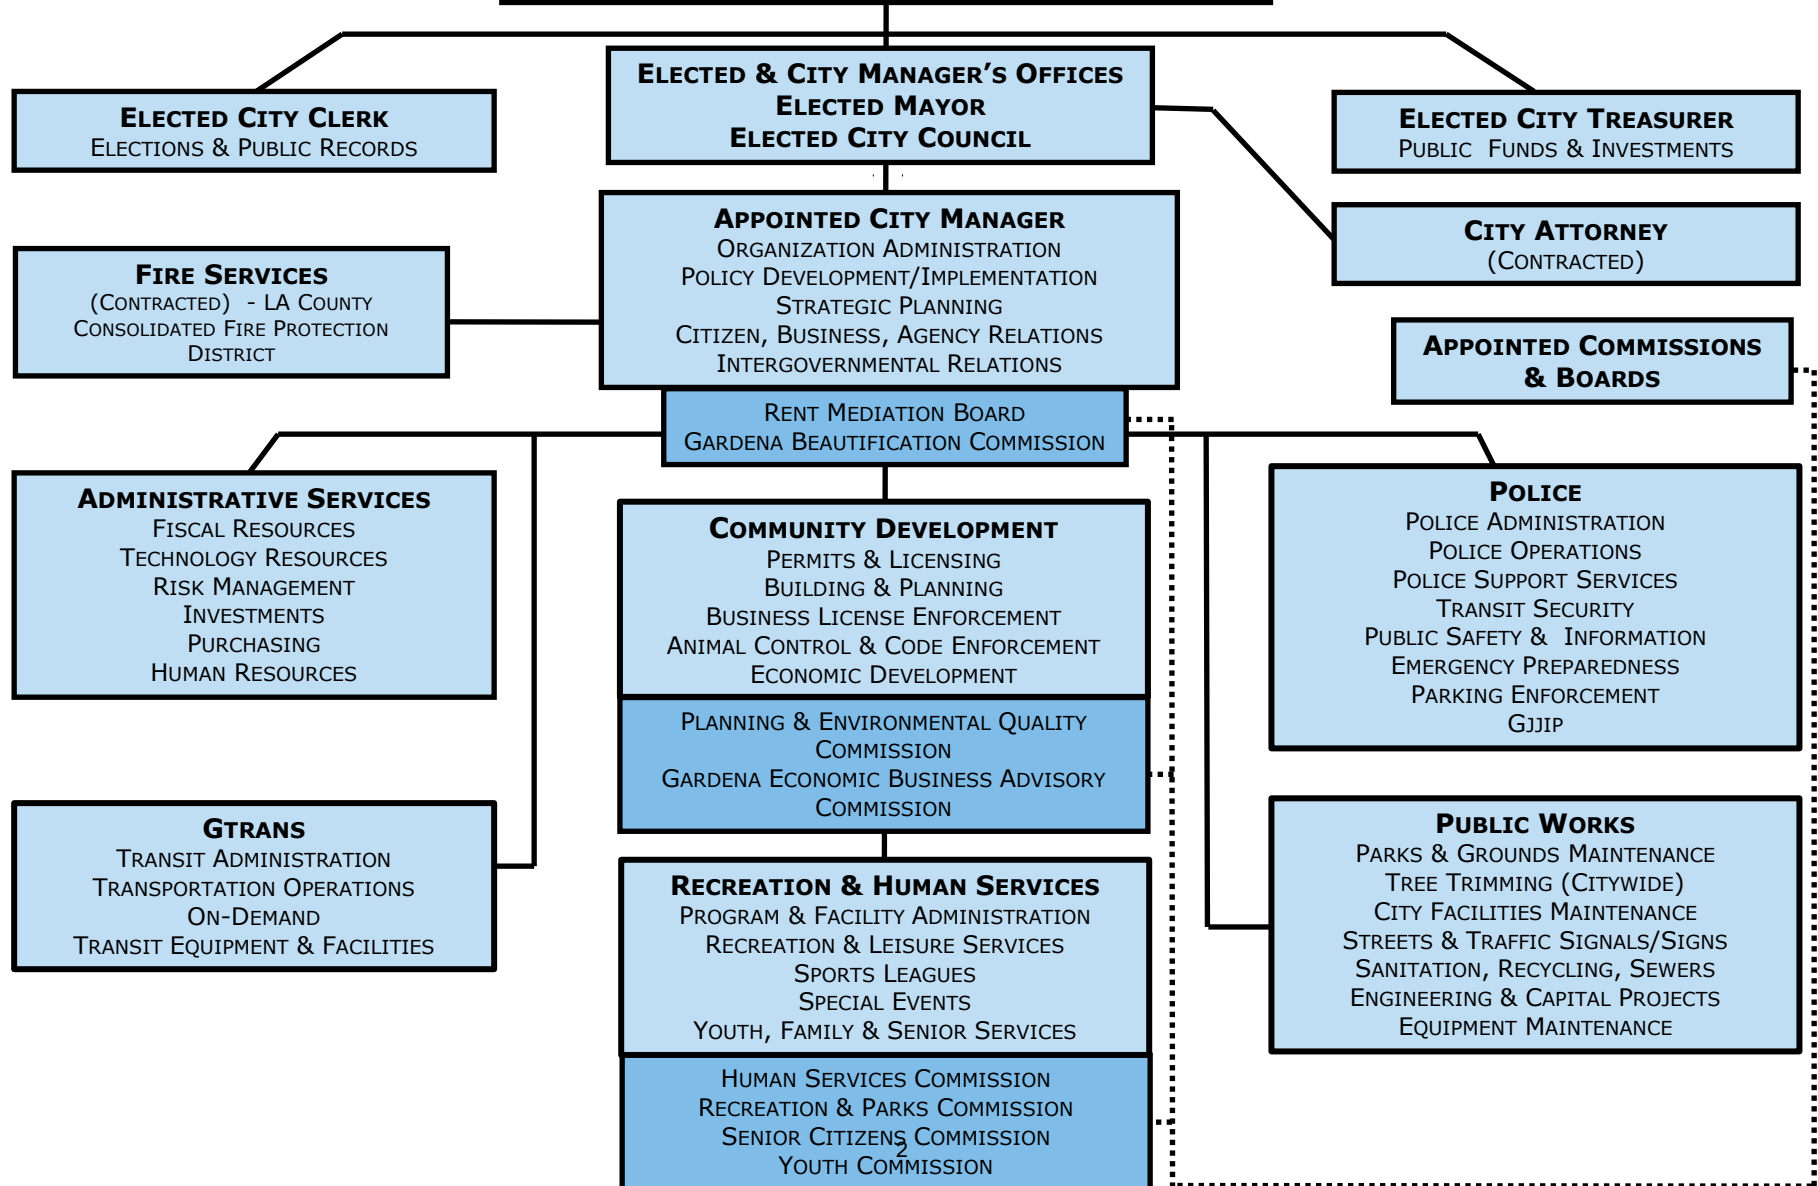 ELECTED & CITY MANAGER'S OFFICES
ELECTED MAYOR
ELECTED CITY COUNCIL
ELECTED CITY CLERK
ELECTIONS & PUBLIC RECORDS
ELECTED CITY TREASURER
PUBLIC FUNDS & INVESTMENTS
APPOINTED CITY MANAGER
ORGANIZATION ADMINISTRATION
POLICY DEVELOPMENT/IMPLEMENTATION
STRATEGIC PLANNING
CITIZEN, BUSINESS, AGENCY RELATIONS
INTERGOVERNMENTAL RELATIONS
CITY ATTORNEY
(CONTRACTED)
FIRE SERVICES
(CONTRACTED) - LA COUNTY
CONSOLIDATED FIRE PROTECTION
DISTRICT
APPOINTED COMMISSIONS
& BOARDS
RENT MEDIATION BOARD
GARDENA BEAUTIFICATION COMMISSION
ADMINISTRATIVE SERVICES
FISCAL RESOURCES
TECHNOLOGY RESOURCES
RISK MANAGEMENT
INVESTMENTS
PURCHASING
HUMAN RESOURCES
COMMUNITY DEVELOPMENT
PERMITS & LICENSING
BUILDING & PLANNING
BUSINESS LICENSE ENFORCEMENT
ANIMAL CONTROL & CODE ENFORCEMENT
ECONOMIC DEVELOPMENT
PLANNING & ENVIRONMENTAL QUALITY
COMMISSION
GARDENA ECONOMIC BUSINESS ADVISORY
COMMISSION
POLICE
POLICE ADMINISTRATION
POLICE OPERATIONS
POLICE SUPPORT SERVICES
TRANSIT SECURITY
PUBLIC SAFETY & INFORMATION
EMERGENCY PREPAREDNESS
PARKING ENFORCEMENT
GJJIP
GTRANS
TRANSIT ADMINISTRATION
TRANSPORTATION OPERATIONS
ON-DEMAND
TRANSIT EQUIPMENT & FACILITIES
RECREATION & HUMAN SERVICES
PROGRAM & FACILITY ADMINISTRATION
RECREATION & LEISURE SERVICES
SPORTS LEAGUES
SPECIAL EVENTS
YOUTH, FAMILY & SENIOR SERVICES
HUMAN SERVICES COMMISSION
RECREATION & PARKS COMMISSION
SENIOR CITIZENS COMMISSION
YOUTH COMMISSION
2
PUBLIC WORKS
PARKS & GROUNDS MAINTENANCE
TREE TRIMMING (CITYWIDE)
CITY FACILITIES MAINTENANCE
STREETS & TRAFFIC SIGNALS/SIGNS
SANITATION, RECYCLING, SEWERS
ENGINEERING & CAPITAL PROJECTS
EQUIPMENT MAINTENANCE